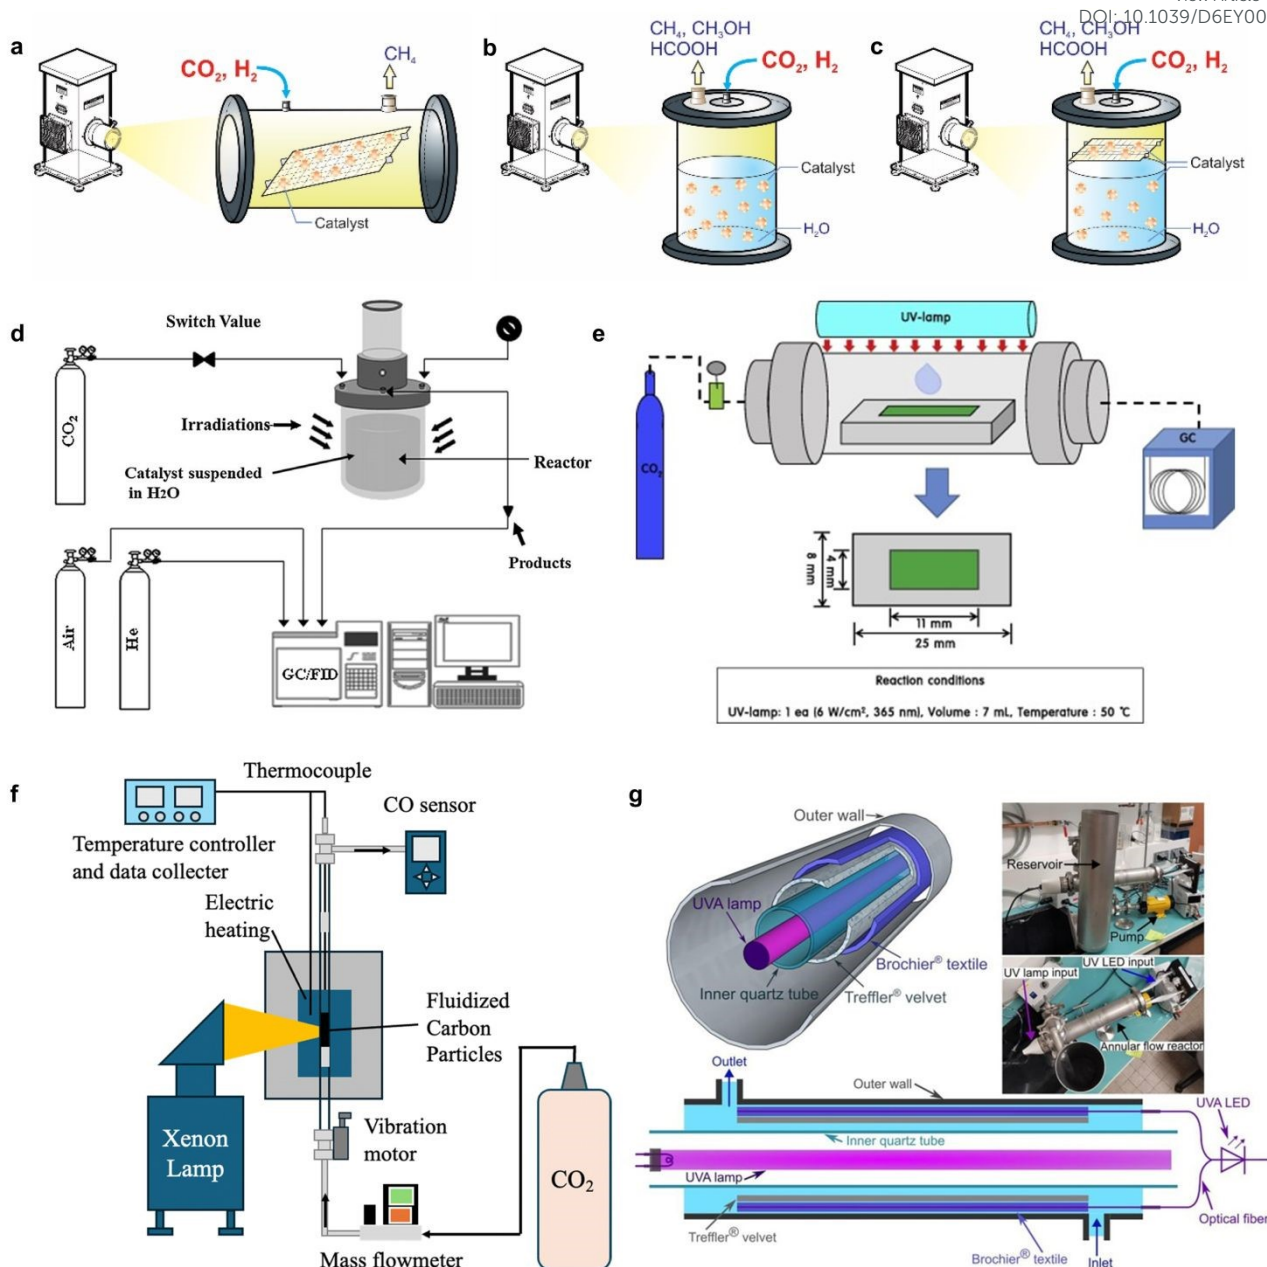 View Article
DOI: 10.1039/D6EY00
a
CO₂, H₂
CH₄
Catalyst
b
CH₄, CH₃OH
HCOOH
CO₂, H₂
Catalyst
H₂O
c
CH₄, CH₃OH
HCOOH
CO₂, H₂
Catalyst
H₂O
d
Switch Value
CO₂
Irradiations
Catalyst suspended
in H2O
Reactor
Products
Air
He
GC/FID
e
UV-lamp
CO₂
GC
8 mm
4 mm
11 mm
25 mm
Reaction conditions
UV-lamp: 1 ea (6 W/cm², 365 nm), Volume : 7 mL, Temperature : 50 ℃
f
Thermocouple
CO sensor
Temperature controller
and data collecter
Electric
heating
Fluidized
Carbon
Particles
Xenon
Lamp
Vibration
motor
CO₂
Mass flowmeter
g
Outer wall
UVA lamp
Brochier® textile
Inner quartz tube
Treffler® velvet
Reservoir
Pump
UV LED input
UV lamp input
Annular flow reactor
Outlet
Outer wall
UVA LED
Inner quartz tube
UVA lamp
Optical fiber
Treffler® velvet
Brochier® textile
Inlet